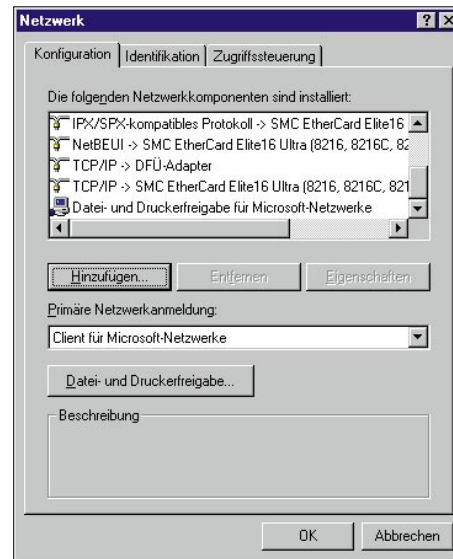 Netzwerk
Konfiguration Identifikation Zugriffssteuerung
Die folgenden Netzwerkkomponenten sind installiert:
IPX/SPX-kompatibles Protokoll -> SMC EtherCard Elite16
NetBEUI -> SMC EtherCard Elite16 Ultra (8216, 8216C, 82
TCP/IP -> DFÜ-Adapter
TCP/IP -> SMC EtherCard Elite16 Ultra (8216, 8216C, 821
Datei- und Druckerfreigabe für Microsoft-Netzwerke
Hinzufügen... Entfernen Eigenschaften
Primäre Netzwerkanmeldung:
Client für Microsoft-Netzwerke
Datei- und Druckerfreigabe...
Beschreibung
OK Abbrechen